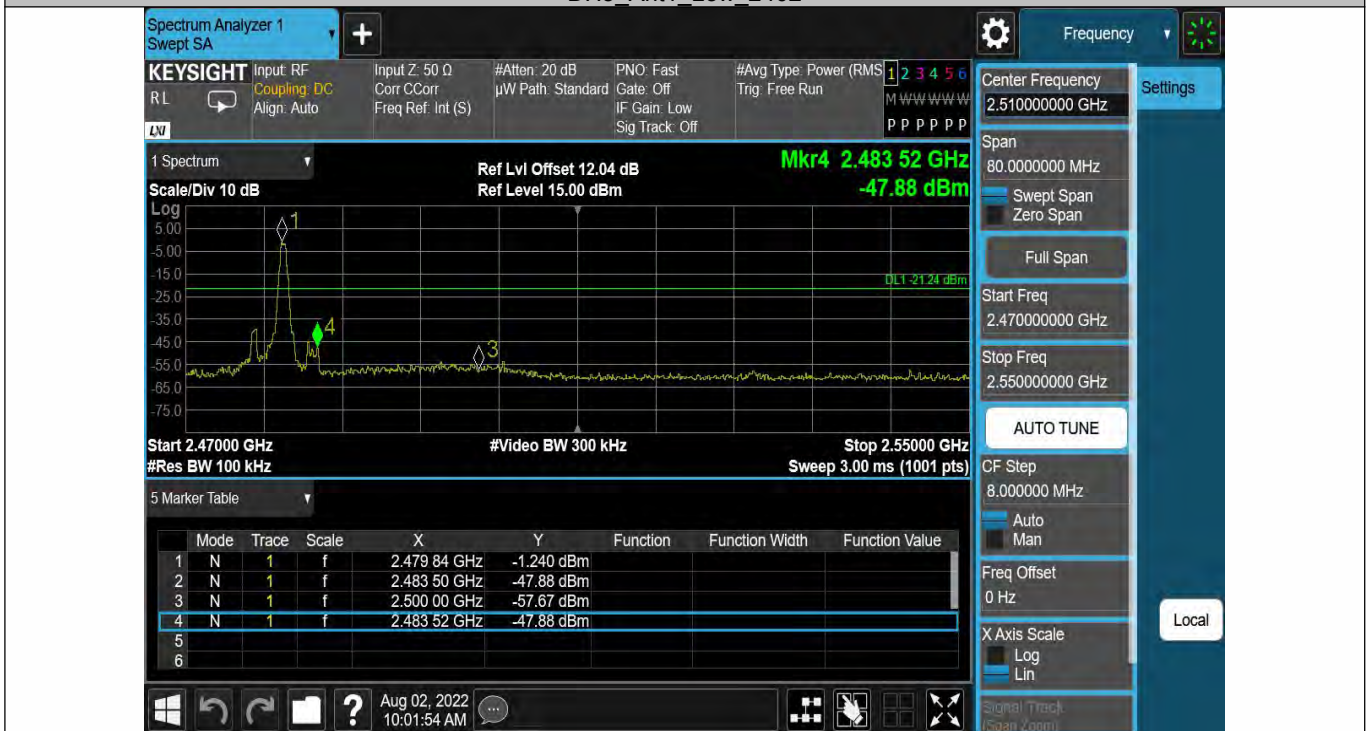 Spectrum Analyzer 1
Swept SA
Frequency
KEYSIGHT
RL
LXI
Input: RF
Coupling: DC
Align: Auto
Input Z: 50 Ω
Corr CCorr
Freq Ref: Int (S)
#Atten: 20 dB
µW Path: Standard
PNO: Fast
Gate: Off
IF Gain: Low
Sig Track: Off
#Avg Type: Power (RMS
Trig: Free Run
1 2 3 4 5 6
M W W W W W
P P P P P P
Center Frequency
2.510000000 GHz
Settings
Span
80.0000000 MHz
Swept Span
Zero Span
Full Span
Start Freq
2.470000000 GHz
Stop Freq
2.550000000 GHz
AUTO TUNE
CF Step
8.000000 MHz
Auto
Man
Freq Offset
0 Hz
X Axis Scale
Log
Lin
Signal Track
(Span Zoom)
Local
1 Spectrum
Scale/Div 10 dB
Ref Lvl Offset 12.04 dB
Ref Level 15.00 dBm
Mkr4 2.483 52 GHz
-47.88 dBm
Log
5.00
-5.00
-15.0
-25.0
-35.0
-45.0
-55.0
-65.0
-75.0
1
4
3
DL1 -21.24 dBm
Start 2.47000 GHz
#Video BW 300 kHz
Stop 2.55000 GHz
#Res BW 100 kHz
Sweep 3.00 ms (1001 pts)
5 Marker Table
Mode Trace Scale X Y Function Function Width Function Value
1 N 1 f 2.479 84 GHz -1.240 dBm
2 N 1 f 2.483 50 GHz -47.88 dBm
3 N 1 f 2.500 00 GHz -57.67 dBm
4 N 1 f 2.483 52 GHz -47.88 dBm
5
6
?
Aug 02, 2022
10:01:54 AM